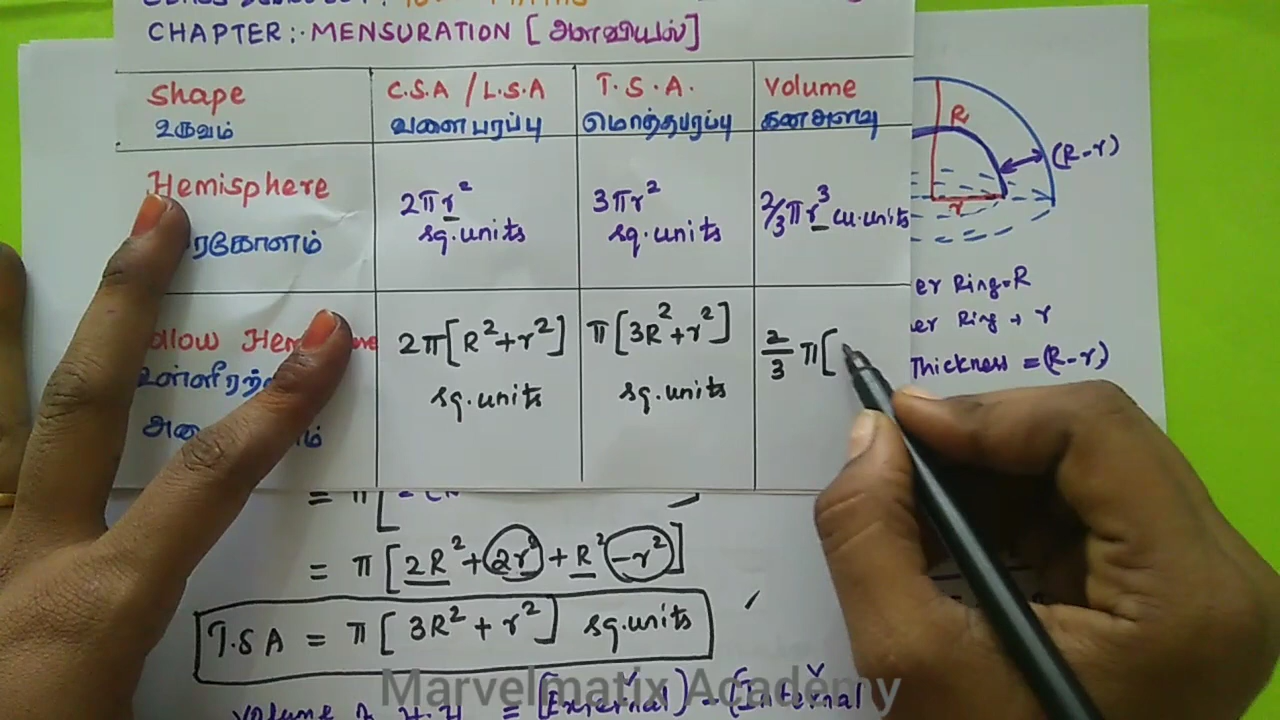 CHAPTER:- MENSURATION [அளவியல்]
Shape C.S.A / L.S.A T.S.A. Volume
உருவம் வளைபரப்பு மொத்தபரப்பு கனஅளவு
Hemisphere 2πr² 3πr² 2/3πr³ cu.units
sq.units sq.units
2π[R²+r²] π[3R²+r²] 2/3 π[
sq.units sq.units
R
(R-r)
r
Ring=R
Ring + r
Thickness = (R-r)
= π[
= π[2R²+2r²+R²-r²]
T.S.A = π[3R²+r²] sq.units
= [External) - (Internal
Marvelmatix Academy